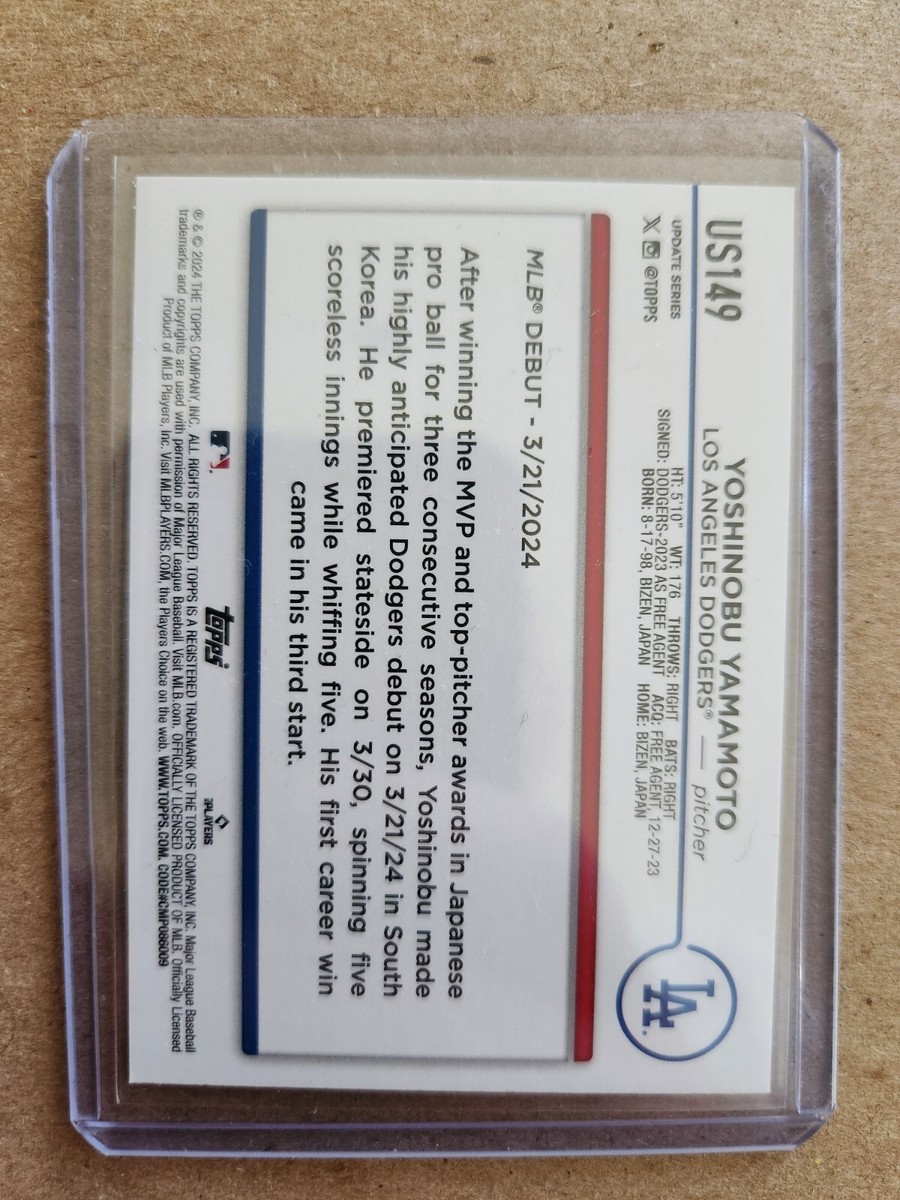 US149
YOSHINOBU YAMAMOTO
LOS ANGELES DODGERS® — pitcher
UPDATE SERIES
@TOPPS
HT: 5'10" WT: 176 THROWS: RIGHT BATS: RIGHT
SIGNED: DODGERS-2023 AS FREE AGENT ACQ: FREE AGENT, 12-27-23
BORN: 8-17-98, BIZEN, JAPAN HOME: BIZEN, JAPAN
LA
MLB® DEBUT - 3/21/2024
After winning the MVP and top-pitcher awards in Japanese
pro ball for three consecutive seasons, Yoshinobu made
his highly anticipated Dodgers debut on 3/21/24 in South
Korea. He premiered stateside on 3/30, spinning five
scoreless innings while whiffing five. His first career win
came in his third start.
topps
PLAYERS
® & © 2024 THE TOPPS COMPANY, INC. ALL RIGHTS RESERVED. TOPPS IS A REGISTERED TRADEMARK OF THE TOPPS COMPANY, INC. Major League Baseball
trademarks and copyrights are used with permission of Major League Baseball. Visit MLB.com. OFFICIALLY LICENSED PRODUCT OF MLB. Officially Licensed
Product of MLB Players, Inc. Visit MLBPLAYERS.COM, the Players Choice on the web. WWW.TOPPS.COM. CODE#CMP086009